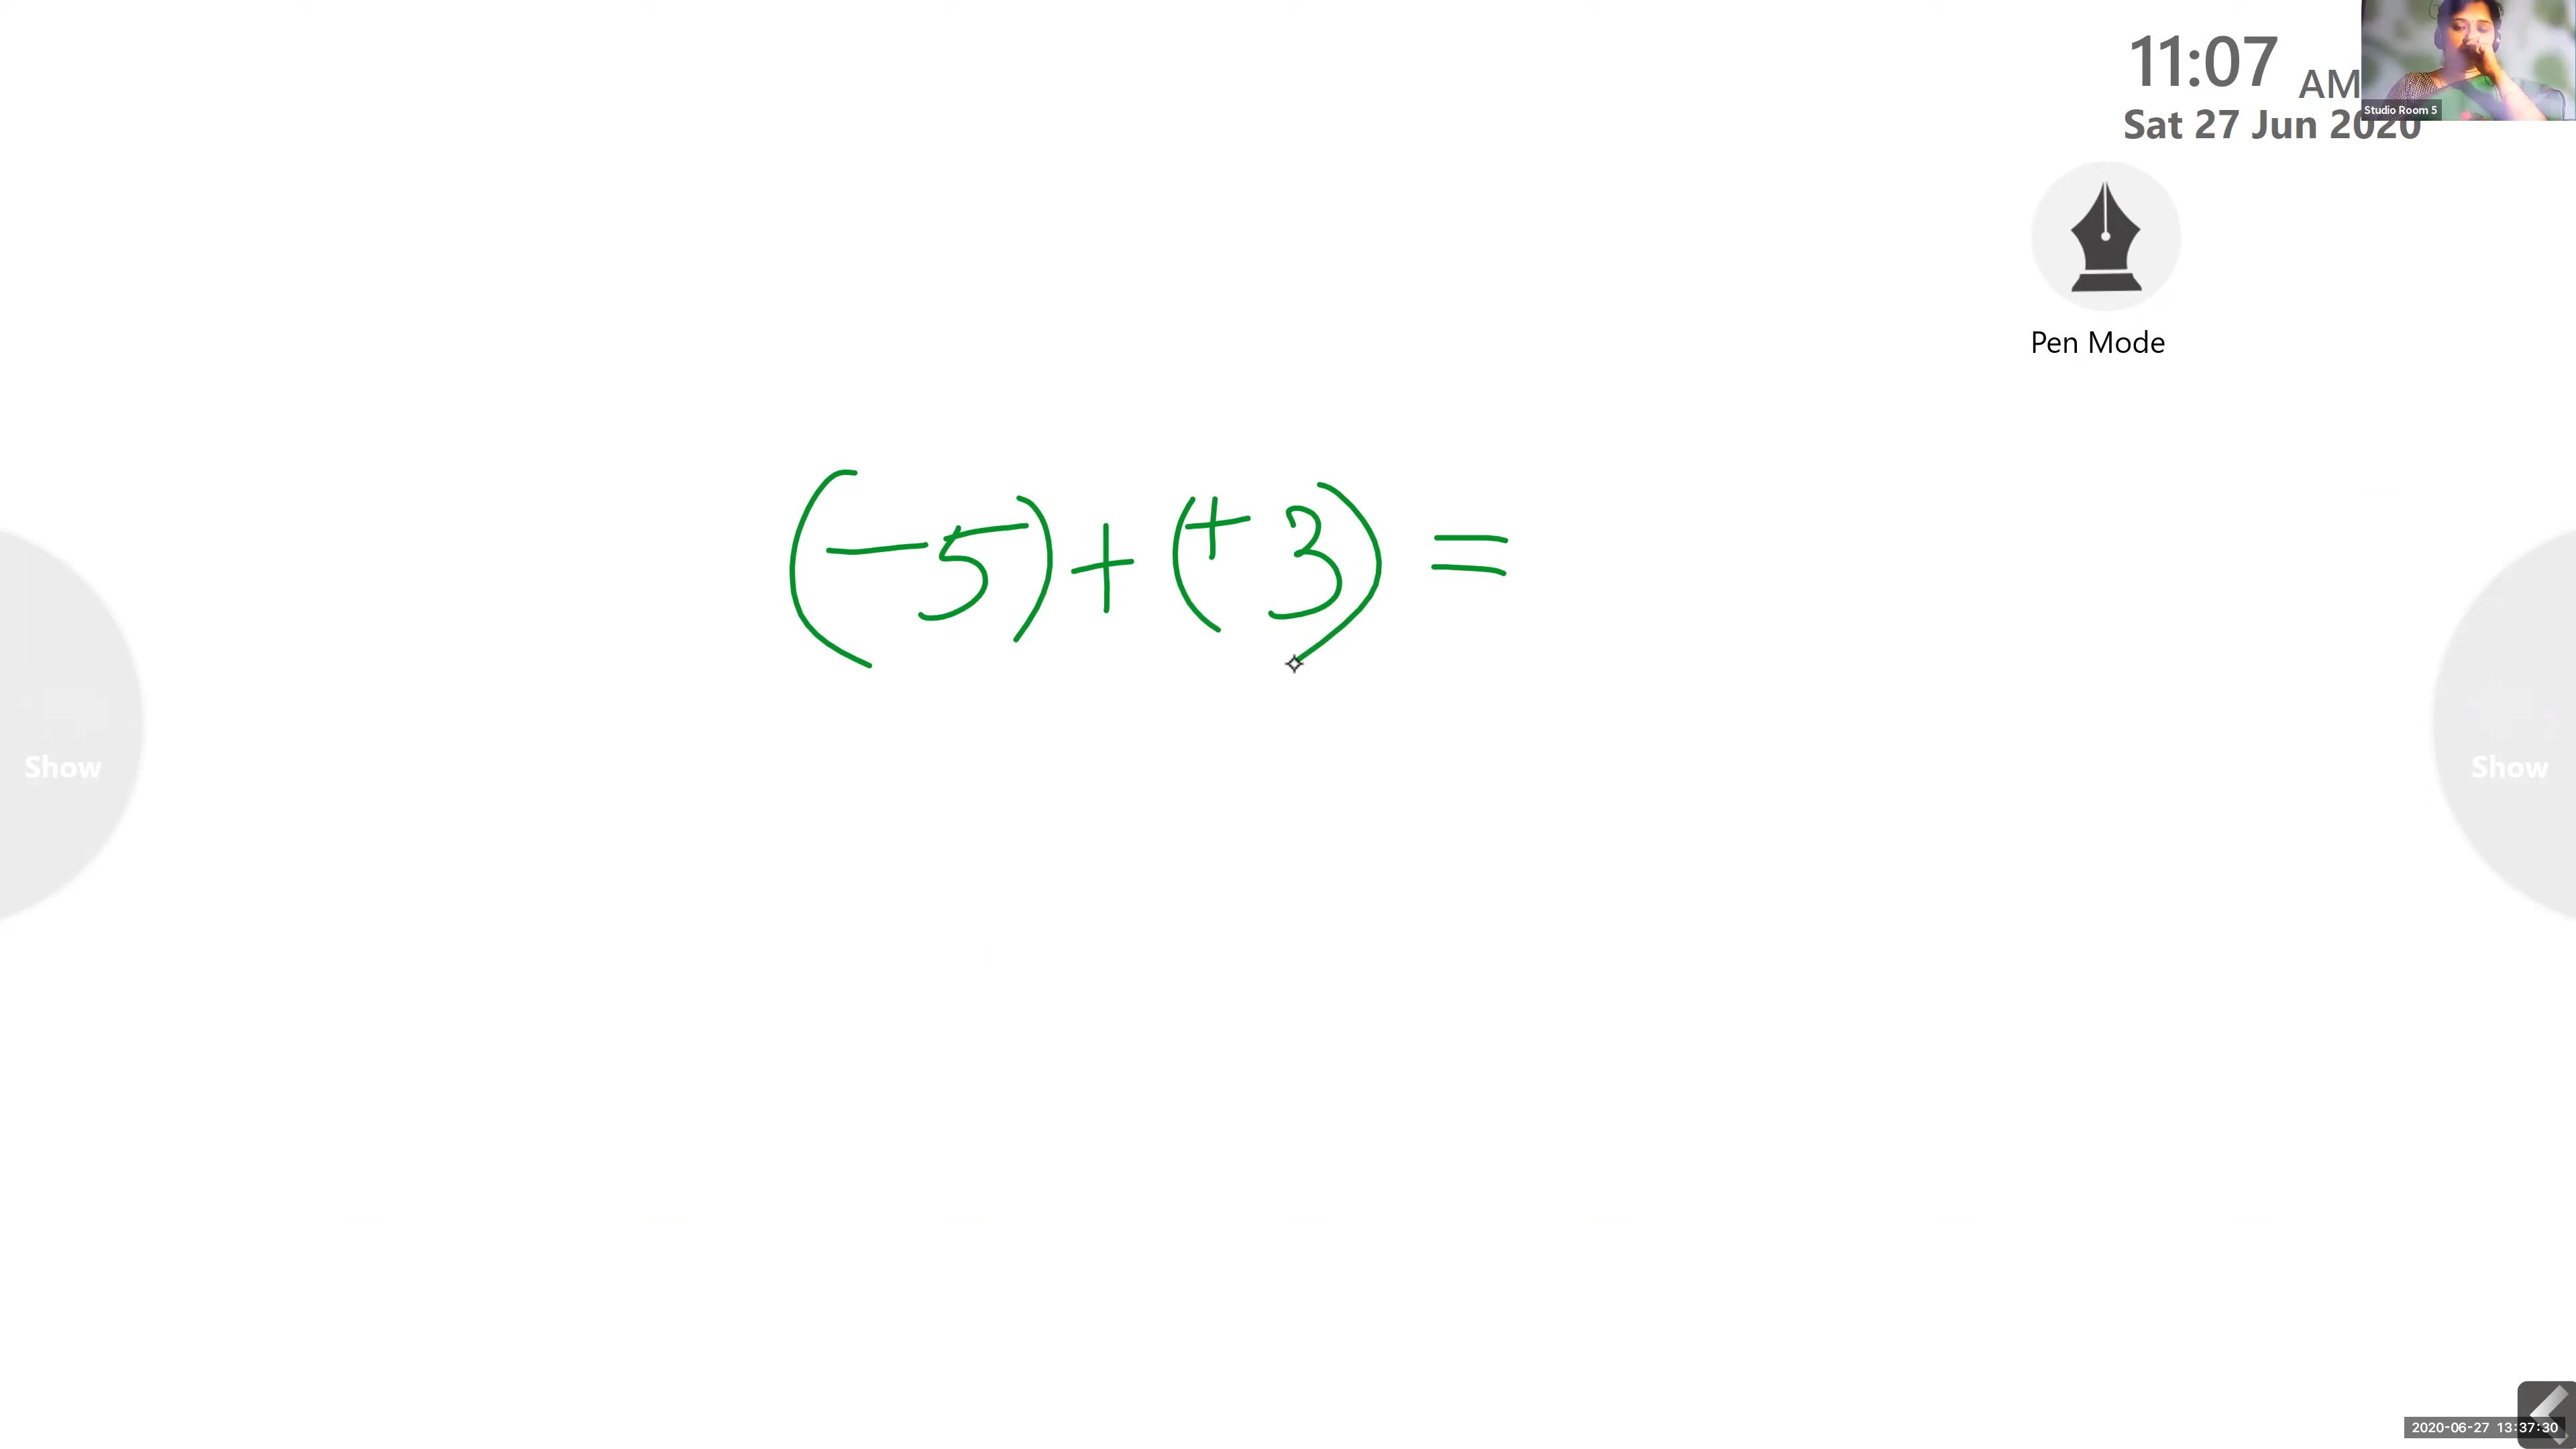 11:07 AM
Studio Room 5
Sat 27 Jun 2020
Pen Mode
(-5)+(+3)=
Show
Show
2020-06-27 13:37:30